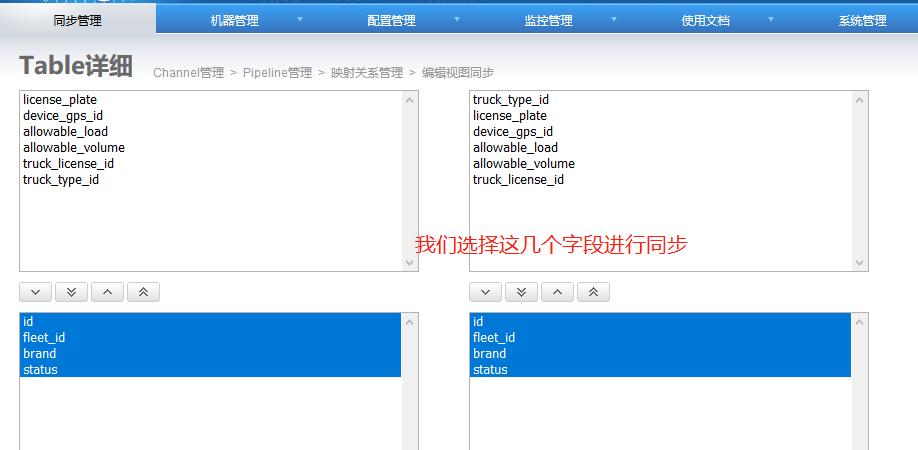 同步管理 机器管理 配置管理 监控管理 使用文档 系统管理
Table详细 Channel管理 > Pipeline管理 > 映射关系管理 > 编辑视图同步
license_plate
device_gps_id
allowable_load
allowable_volume
truck_license_id
truck_type_id
truck_type_id
license_plate
device_gps_id
allowable_load
allowable_volume
truck_license_id
我们选择这几个字段进行同步
id
fleet_id
brand
status
id
fleet_id
brand
status